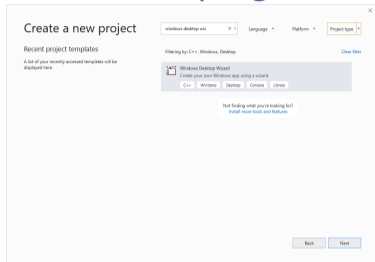 Create a new project
windows desktop wiz
Language
Platform
Project type
Recent project templates
A list of your recently accessed templates will be
displayed here.
Filtering by: C++, Windows, Desktop
Clear filter
Windows Desktop Wizard
Create your own Windows app using a wizard.
C++ Windows Desktop Console Library
Not finding what you're looking for?
Install more tools and features
Back
Next